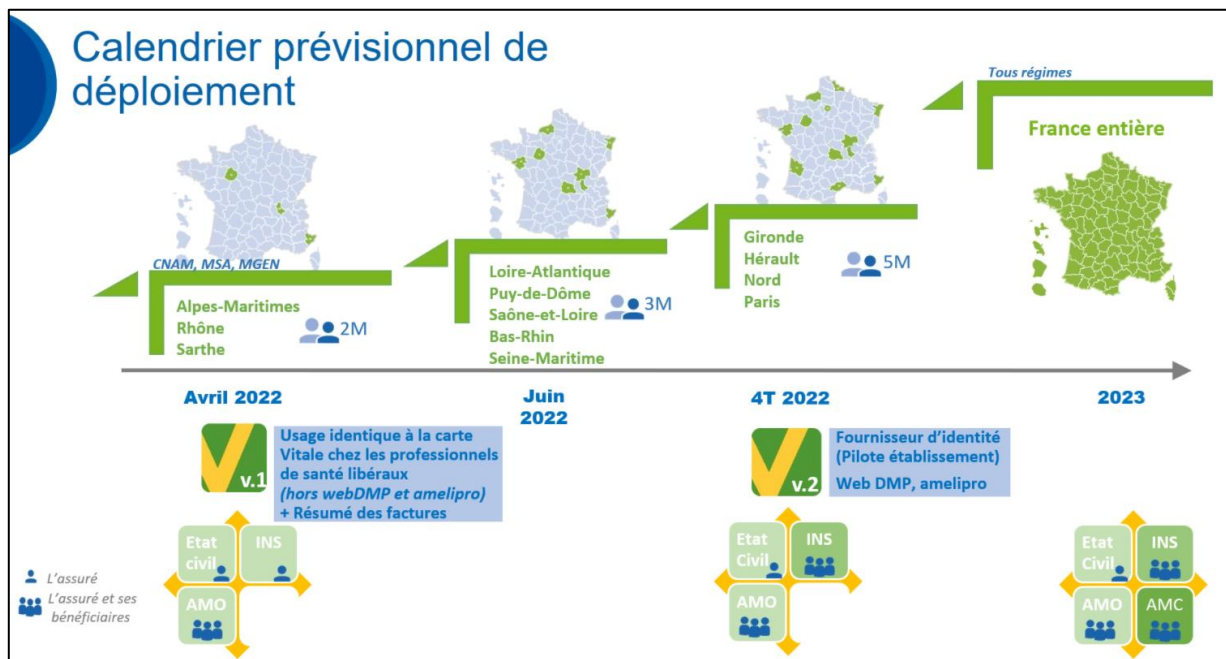 Calendrier prévisionnel de
déploiement
CNAM, MSA, MGEN
Alpes-Maritimes
Rhône
Sarthe
2M
Loire-Atlantique
Puy-de-Dôme
Saône-et-Loire
Bas-Rhin
Seine-Maritime
3M
Gironde
Hérault
Nord
Paris
5M
Tous régimes
France entière
Avril 2022
Juin
2022
4T 2022
2023
v.1
Usage identique à la carte
Vitale chez les professionnels
de santé libéraux
(hors webDMP et amelipro)
+ Résumé des factures
v.2
Fournisseur d'identité
(Pilote établissement)
Web DMP, amelipro
Etat
civil
INS
AMO
Etat
Civil
INS
AMO
Etat
Civil
INS
AMO
AMC
L'assuré
L'assuré et ses
bénéficiaires